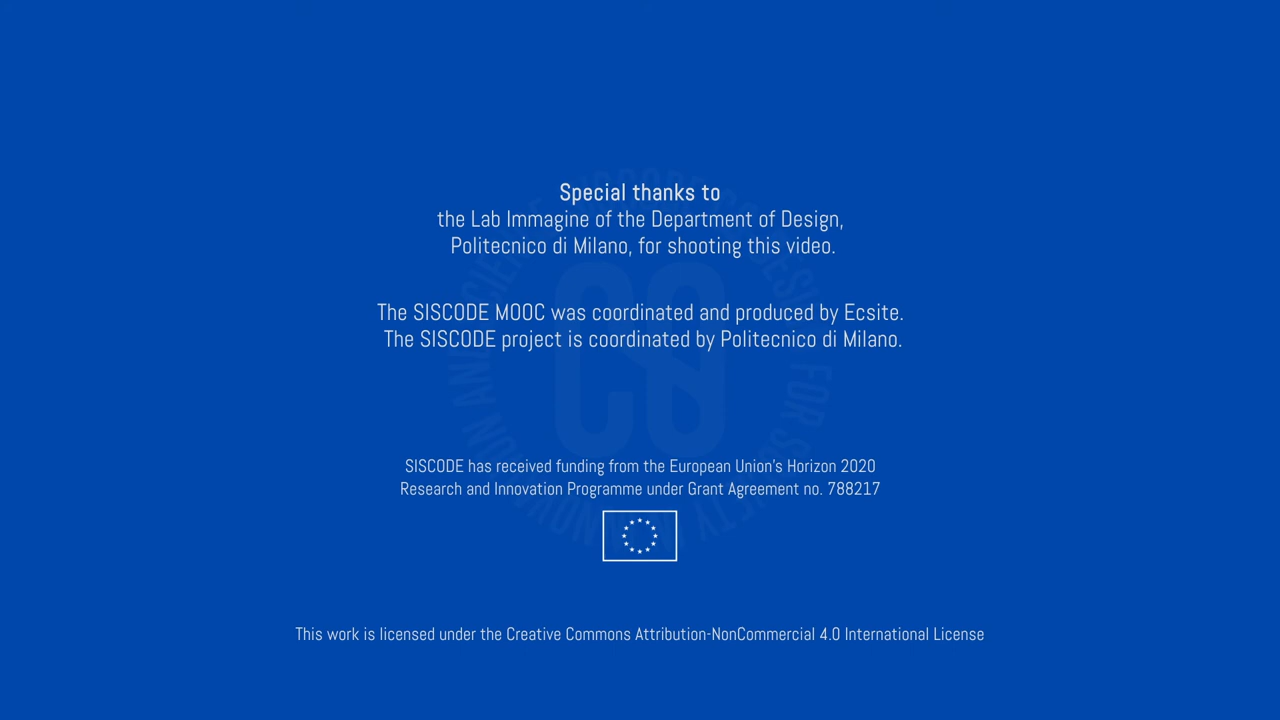 Special thanks to
the Lab Immagine of the Department of Design,
Politecnico di Milano, for shooting this video.
The SISCODE MOOC was coordinated and produced by Ecsite.
The SISCODE project is coordinated by Politecnico di Milano.
SISCODE has received funding from the European Union's Horizon 2020
Research and Innovation Programme under Grant Agreement no. 788217
This work is licensed under the Creative Commons Attribution-NonCommercial 4.0 International License